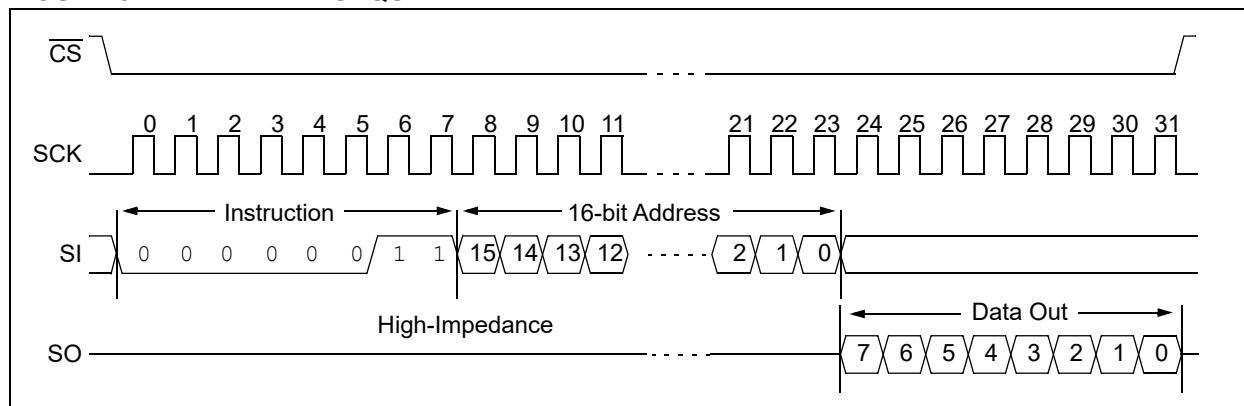 CS
0 1 2 3 4 5 6 7 8 9 10 11 21 22 23 24 25 26 27 28 29 30 31
SCK
Instruction 16-bit Address
SI 0 0 0 0 0 0 1 1 15 14 13 12 2 1 0
Data Out
High-Impedance
SO 7 6 5 4 3 2 1 0